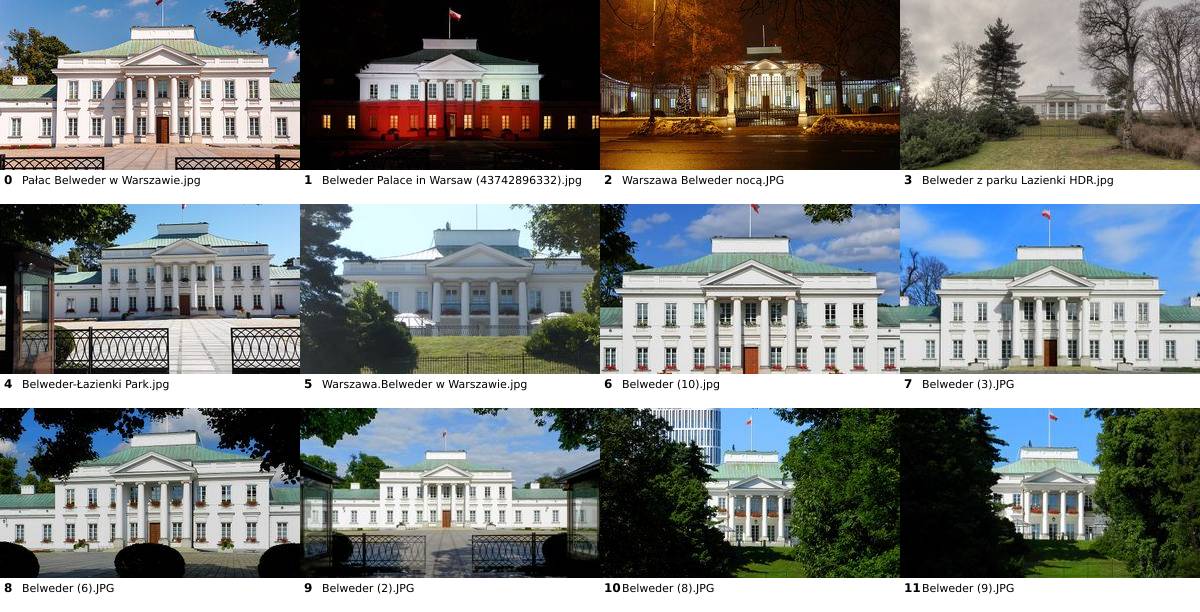 0 Pałac Belweder w Warszawie.jpg
1 Belweder Palace in Warsaw (43742896332).jpg
2 Warszawa Belweder nocą.JPG
3 Belweder z parku Lazienki HDR.jpg
4 Belweder-Łazienki Park.jpg
5 Warszawa.Belweder w Warszawie.jpg
6 Belweder (10).jpg
7 Belweder (3).JPG
8 Belweder (6).JPG
9 Belweder (2).JPG
10 Belweder (8).JPG
11 Belweder (9).JPG